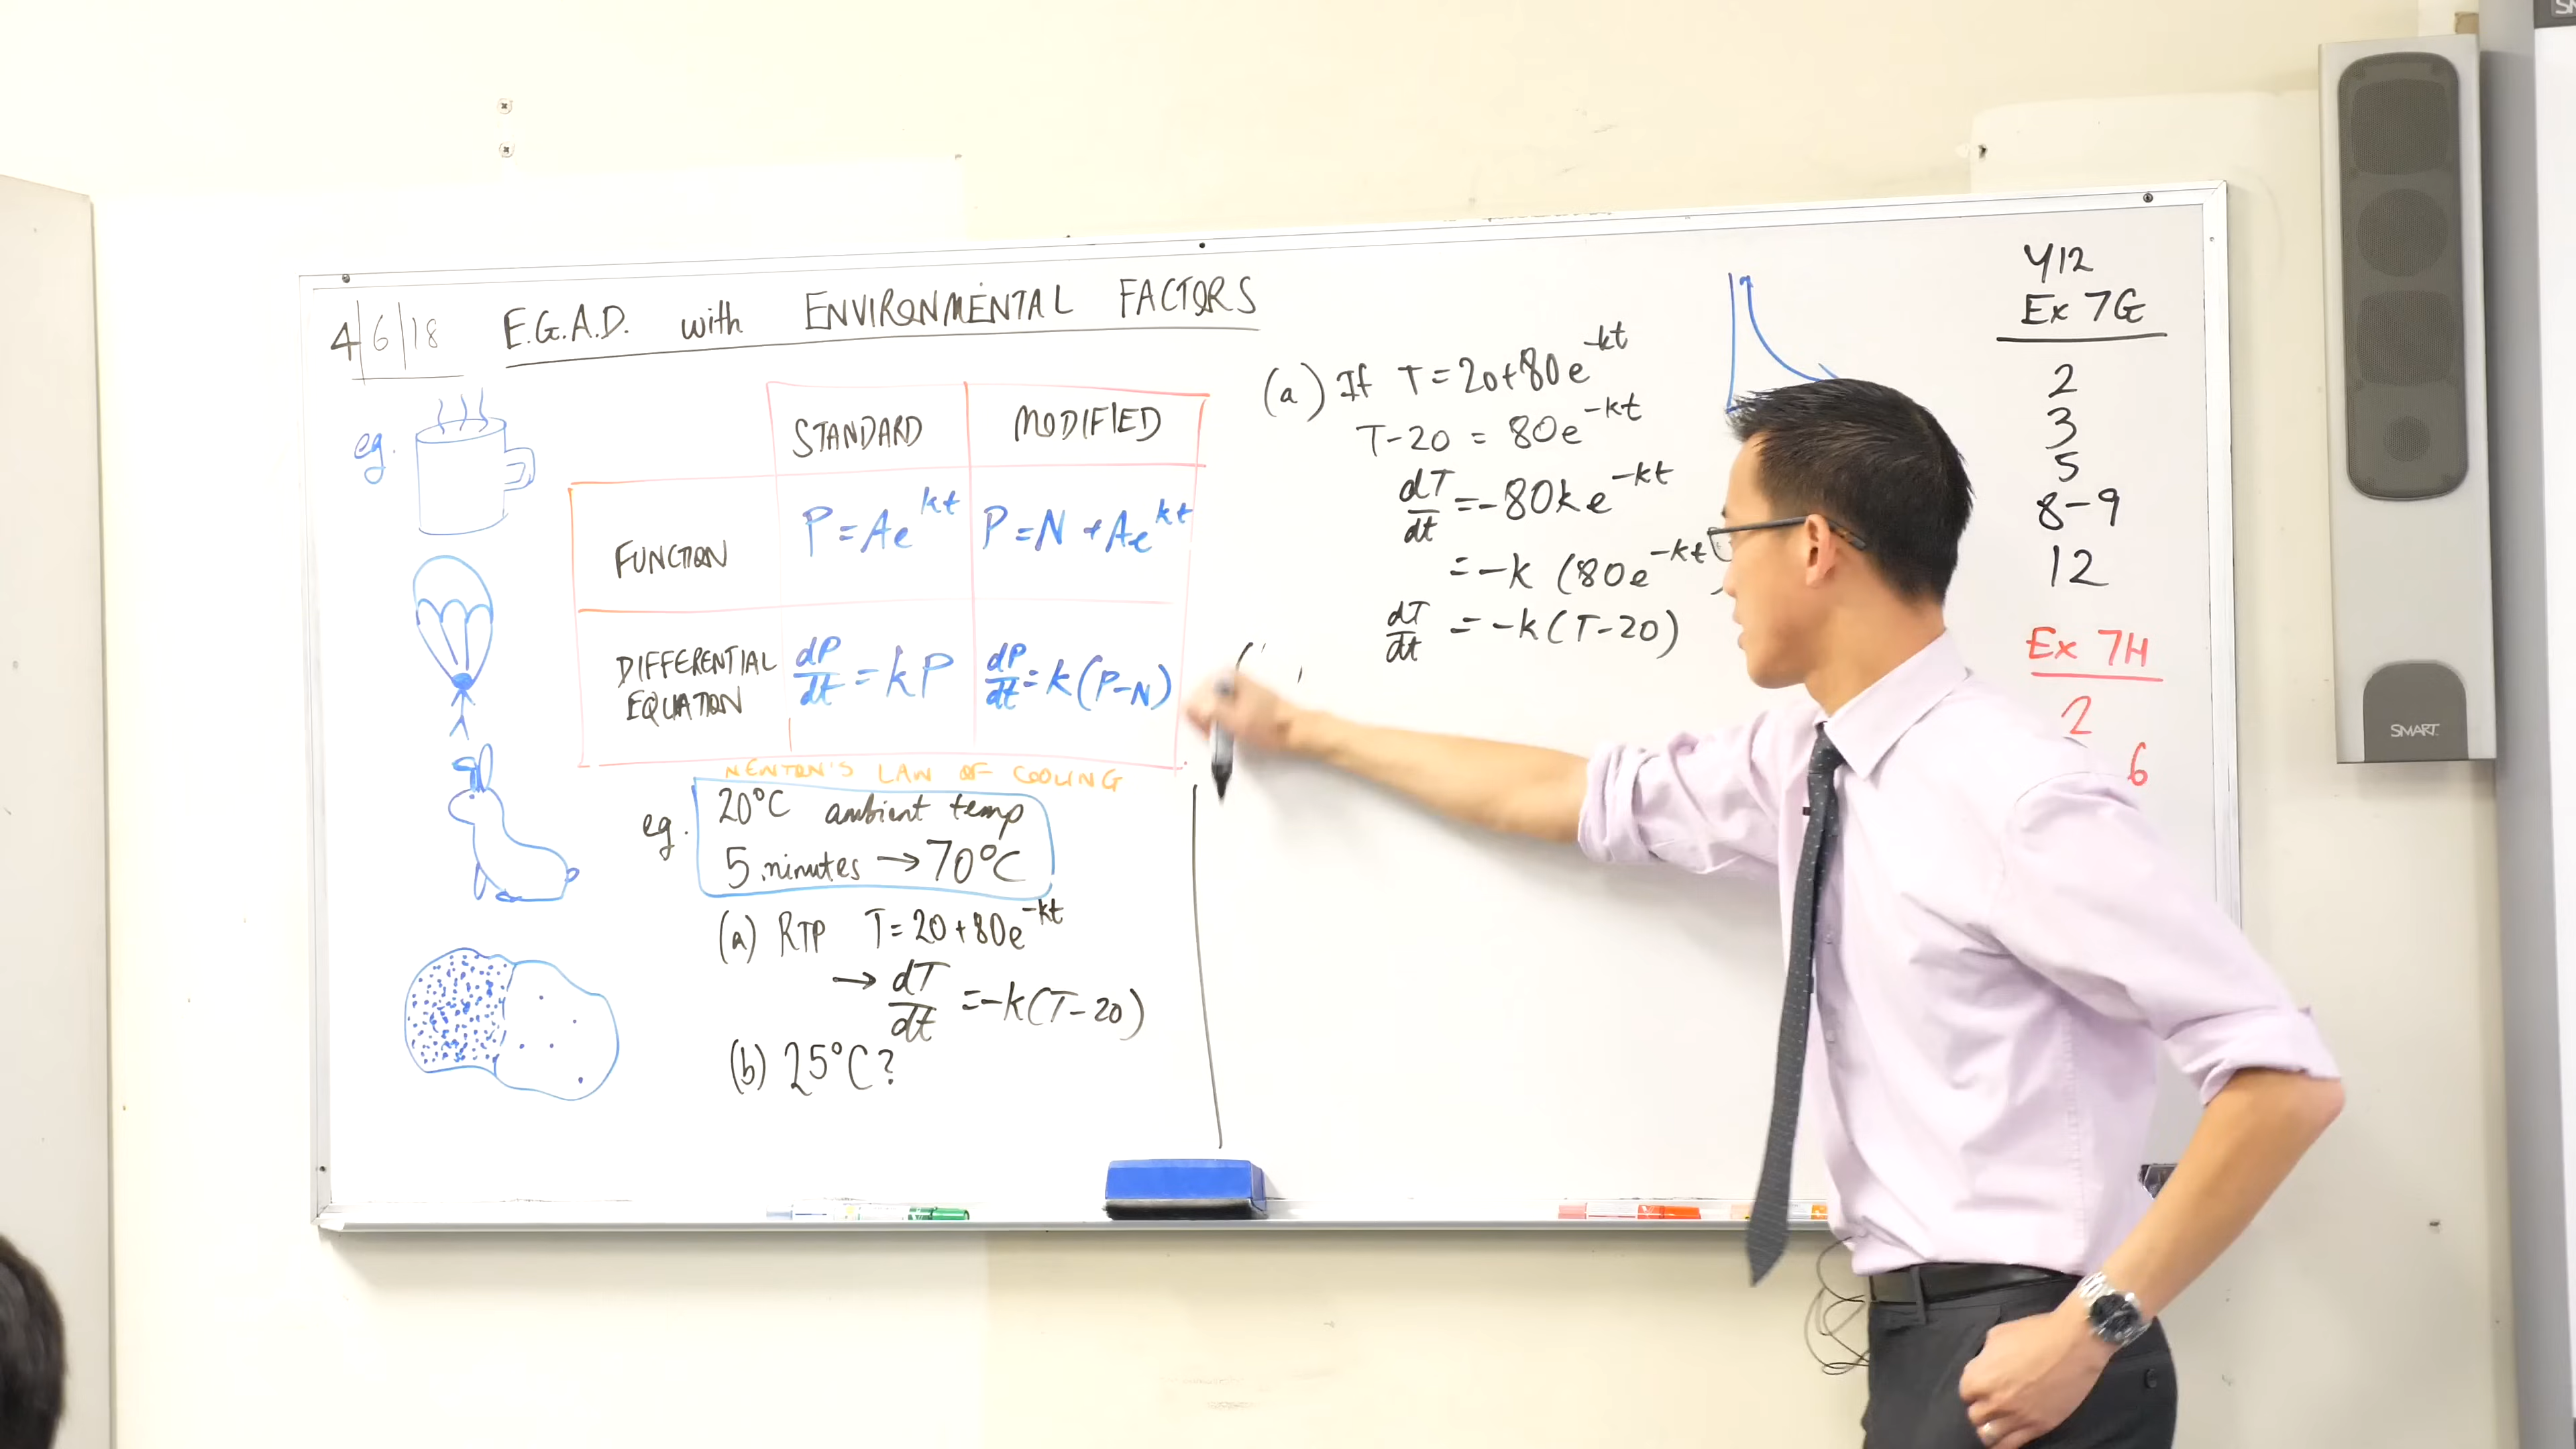 4/6/18 E.G.A.D. with ENVIRONMENTAL FACTORS
eg.
STANDARD MODIFIED
FUNCTION P=Ae^kt P=N+Ae^kt
DIFFERENTIAL EQUATION dP/dt=kP dP/dt=k(P-N)
NEWTON'S LAW OF COOLING
eg. 20°C ambient temp
5 minutes → 70°C
(a) RTP T=20+80e^-kt
→ dT/dt =-k(T-20)
(b) 25°C?
(a) If T=20+80e^-kt
T-20 = 80e^-kt
dT/dt =-80ke^-kt
=-k (80e^-kt)
dT/dt =-k(T-20)
Y12
Ex 7G
2
3
5
8-9
12
Ex 7H
2
6
SMART